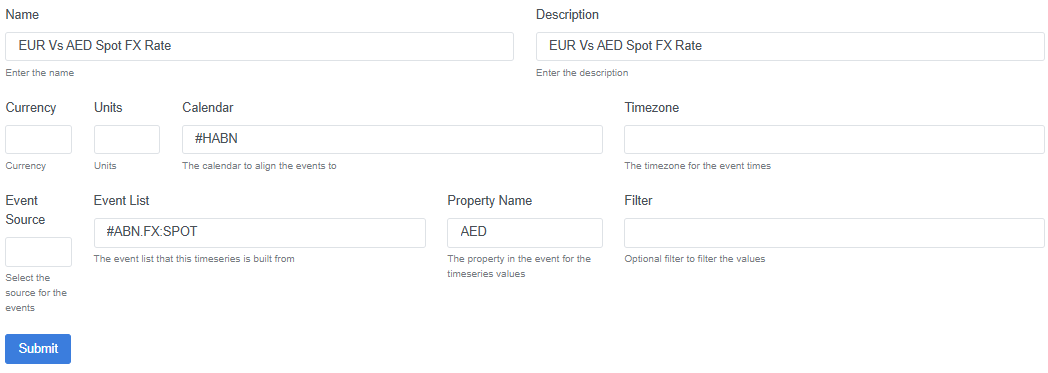 Name
Description
EUR Vs AED Spot FX Rate
EUR Vs AED Spot FX Rate
Enter the name
Enter the description
Currency
Units
Calendar
Timezone
#HABN
Currency
Units
The calendar to align the events to
The timezone for the event times
Event
Source
Event List
Property Name
Filter
#ABN.FX:SPOT
AED
Select the
source for the
events
The event list that this timeseries is built from
The property in the event for the
timeseries values
Optional filter to filter the values
Submit